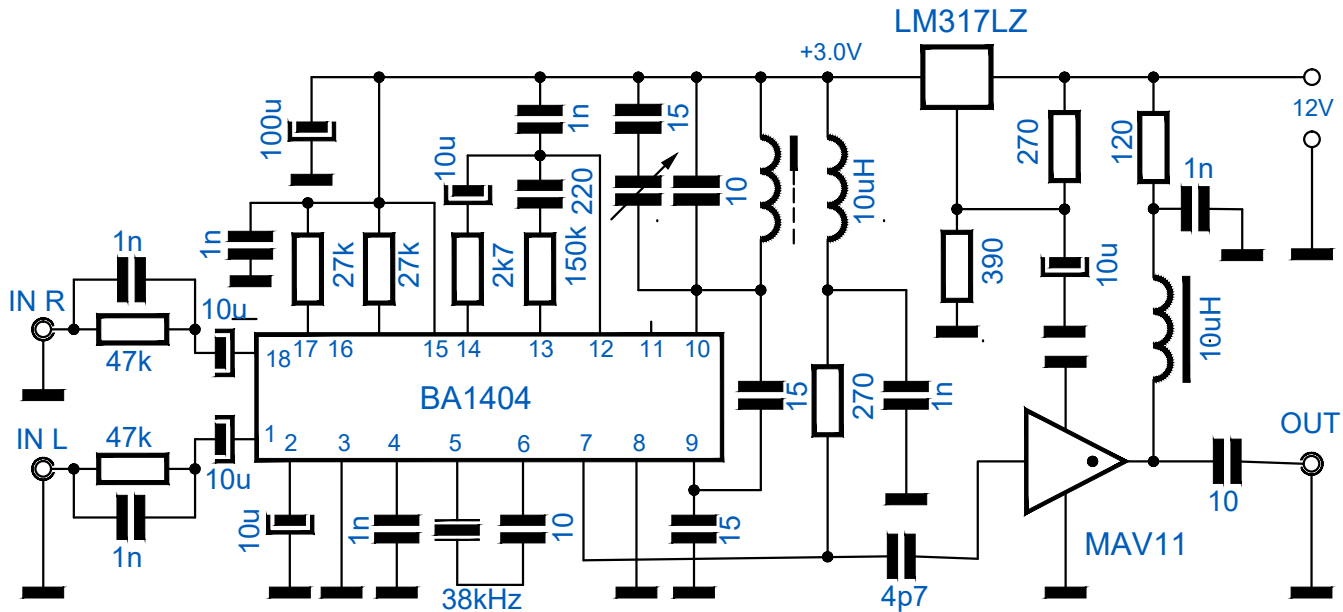 LM317LZ
+3.0V
12V
100u
1n
15
10u
220
10
10uH
270
120
1n
1n
27k
27k
2k7
150k
390
10u
10uH
1n
IN R
47k
10u
18
17
16
15
14
13
12
11
10
BA1404
1
2
3
4
5
6
7
8
9
15
270
1n
IN L
47k
10u
1n
10u
1n
10
15
38kHz
4p7
MAV11
OUT
10